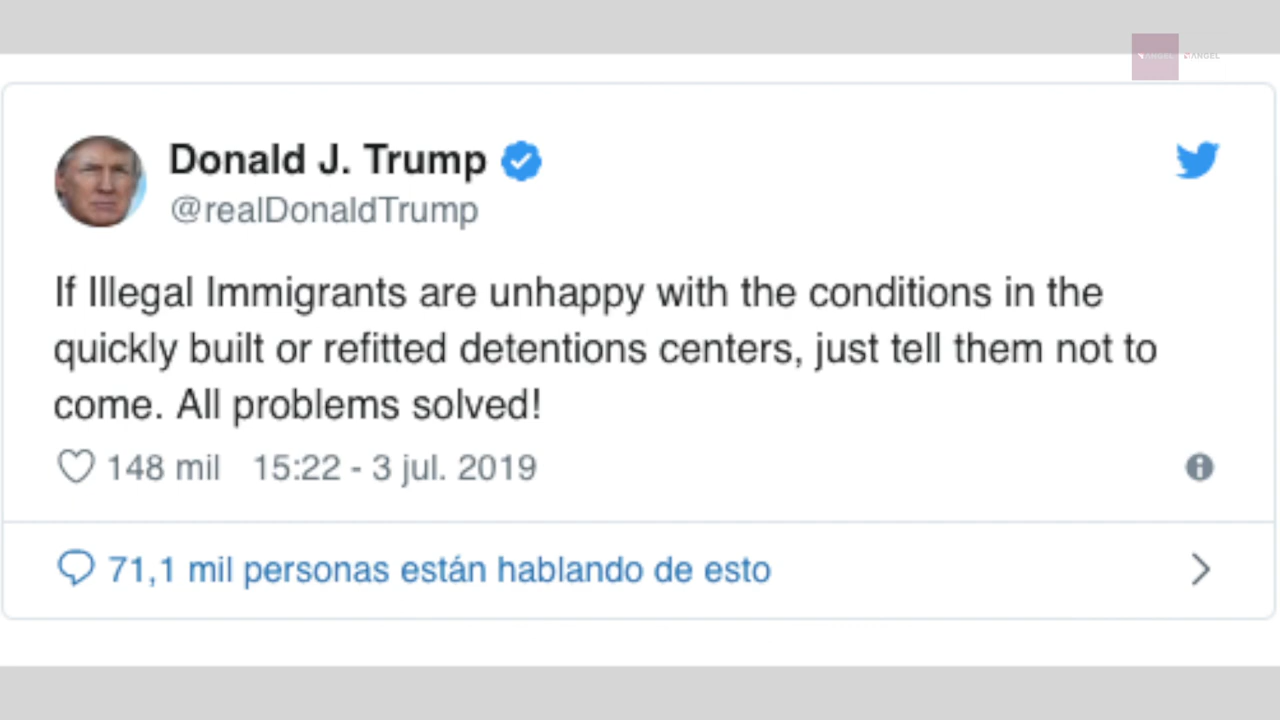 ANGEL
Donald J. Trump
@realDonaldTrump
If Illegal Immigrants are unhappy with the conditions in the
quickly built or refitted detentions centers, just tell them not to
come. All problems solved!
148 mil 15:22 - 3 jul. 2019
71,1 mil personas están hablando de esto